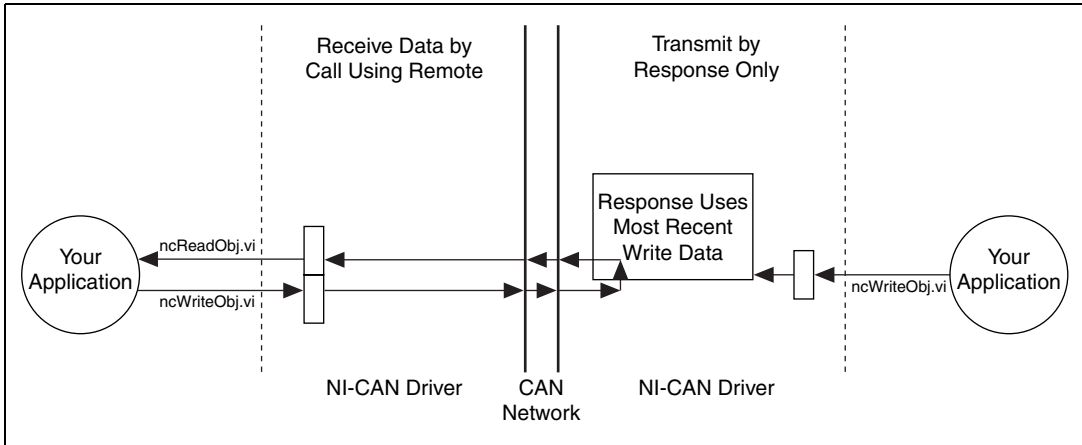 Receive Data by
Call Using Remote
Transmit by
Response Only
Response Uses
Most Recent
Write Data
Your
Application
ncReadObj.vi
ncWriteObj.vi
ncWriteObj.vi
Your
Application
NI-CAN Driver
CAN
Network
NI-CAN Driver